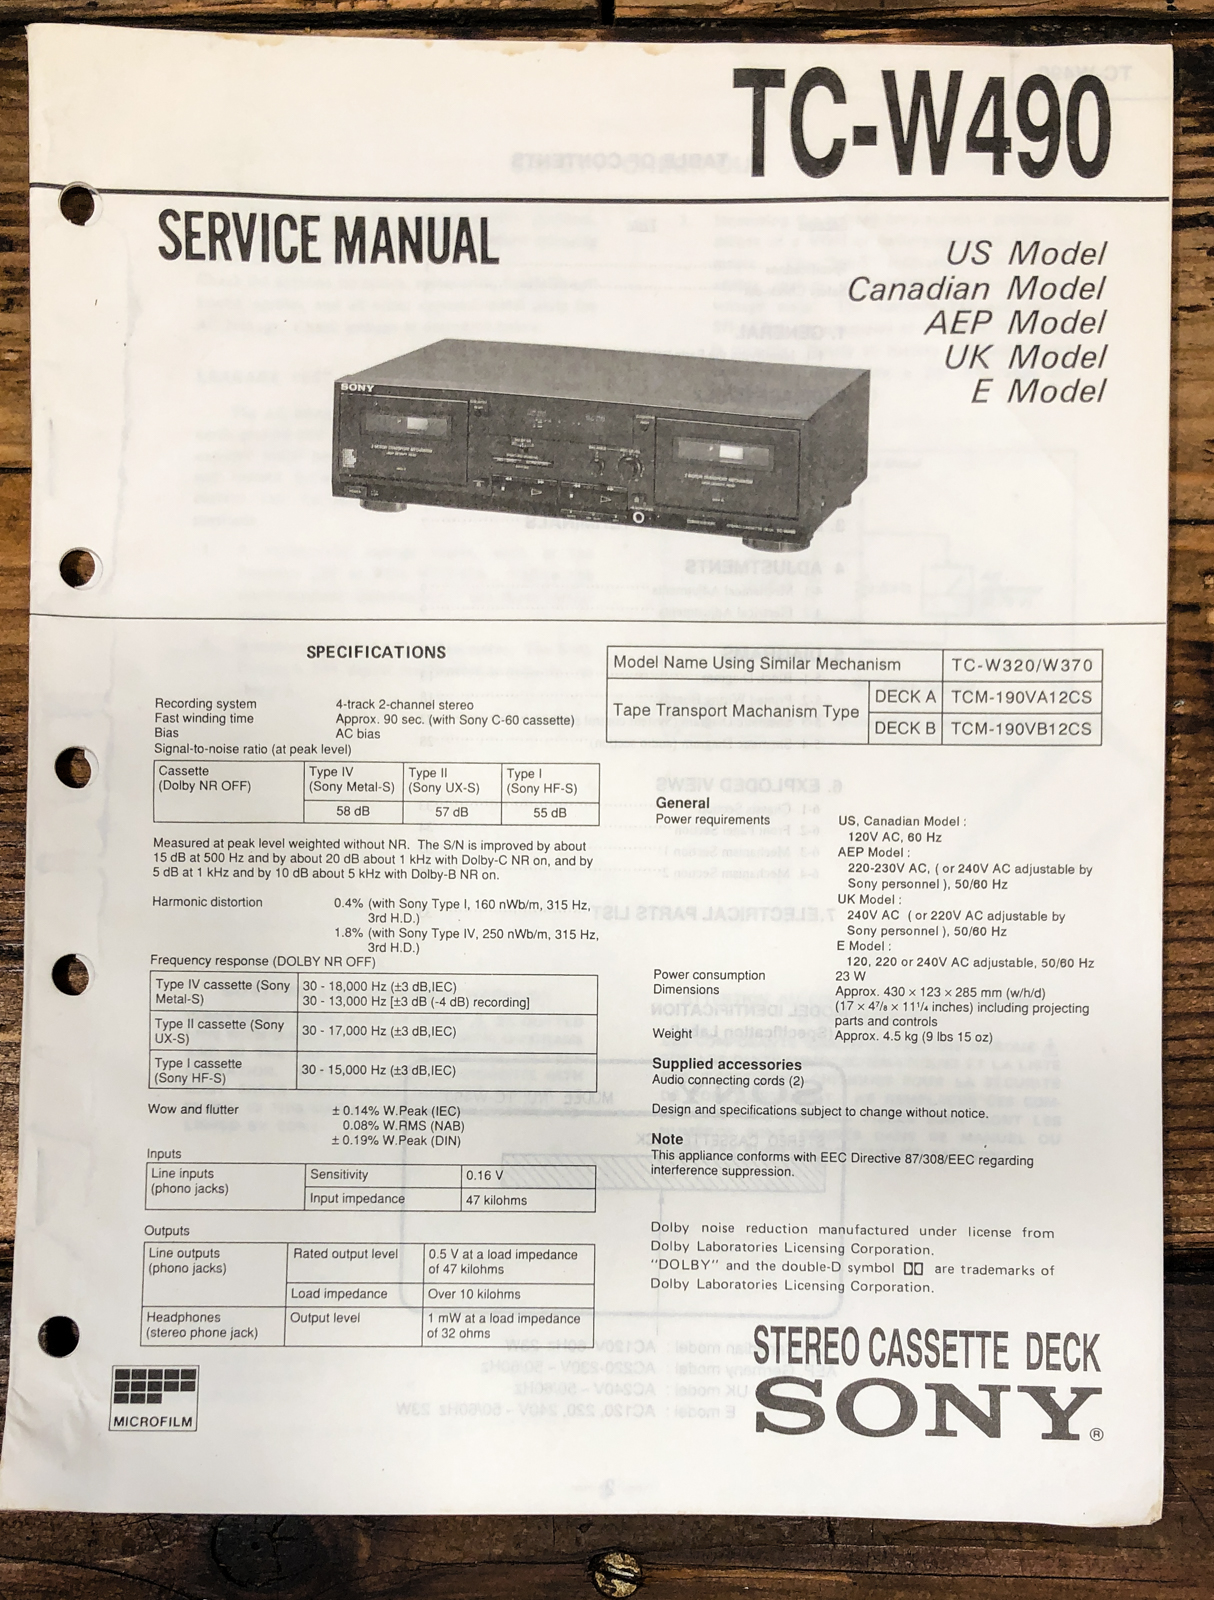 TC-W490
SERVICE MANUAL
US Model
Canadian Model
AEP Model
UK Model
E Model
SONY
SPECIFICATIONS
Recording system 4-track 2-channel stereo
Fast winding time Approx. 90 sec. (with Sony C-60 cassette)
Bias AC bias
Signal-to-noise ratio (at peak level)
Cassette Type IV Type II Type I
(Dolby NR OFF) (Sony Metal-S) (Sony UX-S) (Sony HF-S)
58 dB 57 dB 55 dB
Measured at peak level weighted without NR. The S/N is improved by about
15 dB at 500 Hz and by about 20 dB about 1 kHz with Dolby-C NR on, and by
5 dB at 1 kHz and by 10 dB about 5 kHz with Dolby-B NR on.
Harmonic distortion 0.4% (with Sony Type I, 160 nWb/m, 315 Hz,
3rd H.D.)
1.8% (with Sony Type IV, 250 nWb/m, 315 Hz,
3rd H.D.)
Frequency response (DOLBY NR OFF)
Type IV cassette (Sony 30 - 18,000 Hz (±3 dB,IEC)
Metal-S) 30 - 13,000 Hz [±3 dB (-4 dB) recording]
Type II cassette (Sony 30 - 17,000 Hz (±3 dB,IEC)
UX-S)
Type I cassette 30 - 15,000 Hz (±3 dB,IEC)
(Sony HF-S)
Wow and flutter ± 0.14% W.Peak (IEC)
0.08% W.RMS (NAB)
± 0.19% W.Peak (DIN)
Inputs
Line inputs Sensitivity 0.16 V
(phono jacks) Input impedance 47 kilohms
Outputs
Line outputs Rated output level 0.5 V at a load impedance
(phono jacks) of 47 kilohms
Load impedance Over 10 kilohms
Headphones Output level 1 mW at a load impedance
(stereo phone jack) of 32 ohms
MICROFILM
Model Name Using Similar Mechanism TC-W320/W370
Tape Transport Machanism Type DECK A TCM-190VA12CS
DECK B TCM-190VB12CS
General
Power requirements US, Canadian Model :
120V AC, 60 Hz
AEP Model :
220-230V AC, ( or 240V AC adjustable by
Sony personnel ), 50/60 Hz
UK Model :
240V AC ( or 220V AC adjustable by
Sony personnel ), 50/60 Hz
E Model :
120, 220 or 240V AC adjustable, 50/60 Hz
Power consumption 23 W
Dimensions Approx. 430 × 123 × 285 mm (w/h/d)
(17 × 4⁷/₈ × 11¹/₄ inches) including projecting
parts and controls
Weight Approx. 4.5 kg (9 lbs 15 oz)
Supplied accessories
Audio connecting cords (2)
Design and specifications subject to change without notice.
Note
This appliance conforms with EEC Directive 87/308/EEC regarding
interference suppression.
Dolby noise reduction manufactured under license from
Dolby Laboratories Licensing Corporation.
"DOLBY" and the double-D symbol are trademarks of
Dolby Laboratories Licensing Corporation.
STEREO CASSETTE DECK
SONY®